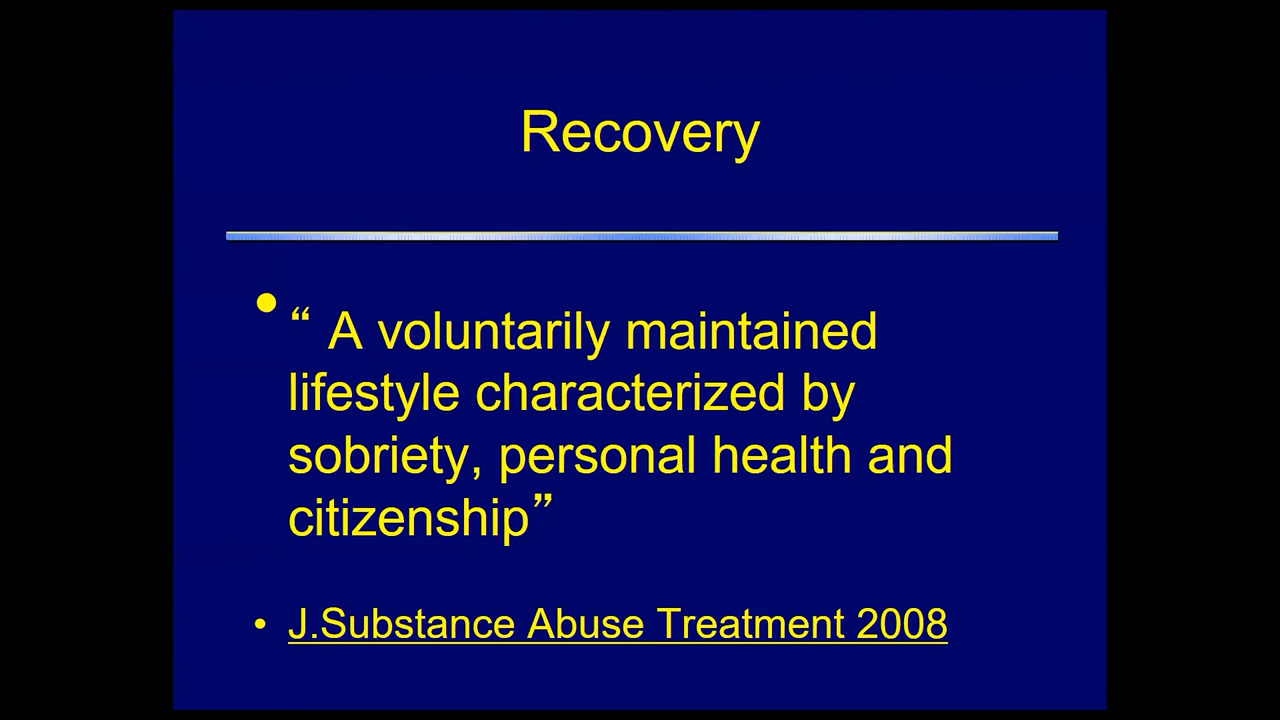 Recovery
• “ A voluntarily maintained
lifestyle characterized by
sobriety, personal health and
citizenship”
• J.Substance Abuse Treatment 2008